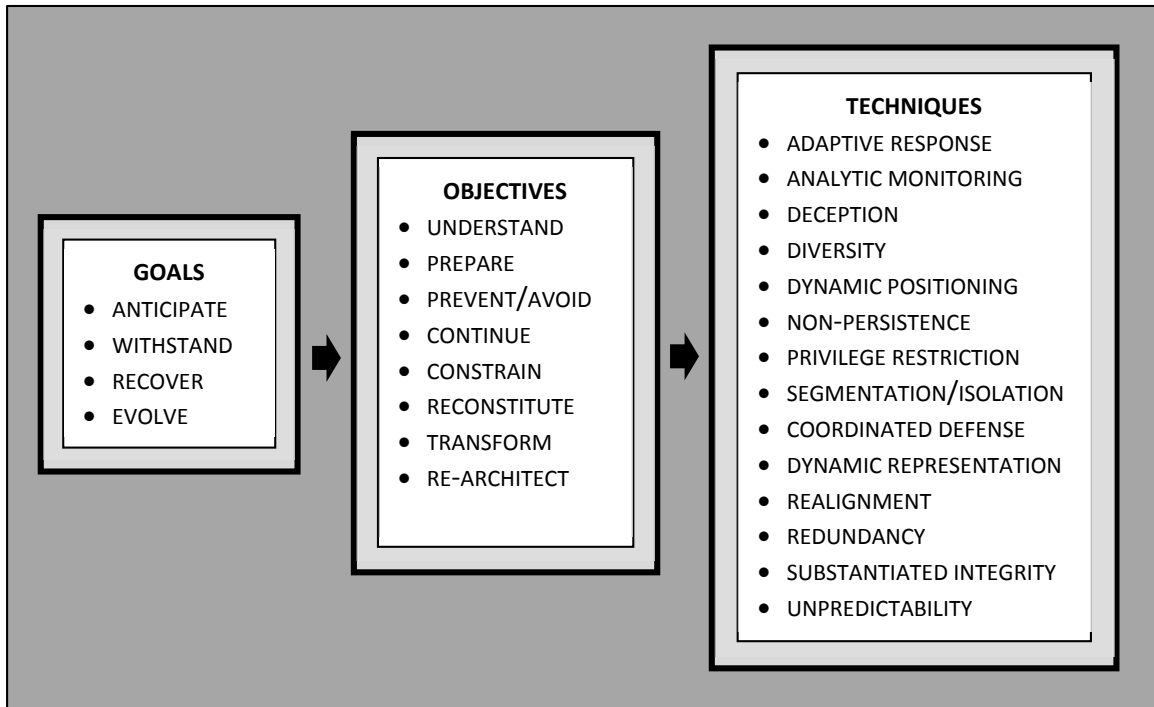 GOALS
• ANTICIPATE
• WITHSTAND
• RECOVER
• EVOLVE
OBJECTIVES
• UNDERSTAND
• PREPARE
• PREVENT/AVOID
• CONTINUE
• CONSTRAIN
• RECONSTITUTE
• TRANSFORM
• RE-ARCHITECT
TECHNIQUES
• ADAPTIVE RESPONSE
• ANALYTIC MONITORING
• DECEPTION
• DIVERSITY
• DYNAMIC POSITIONING
• NON-PERSISTENCE
• PRIVILEGE RESTRICTION
• SEGMENTATION/ISOLATION
• COORDINATED DEFENSE
• DYNAMIC REPRESENTATION
• REALIGNMENT
• REDUNDANCY
• SUBSTANTIATED INTEGRITY
• UNPREDICTABILITY